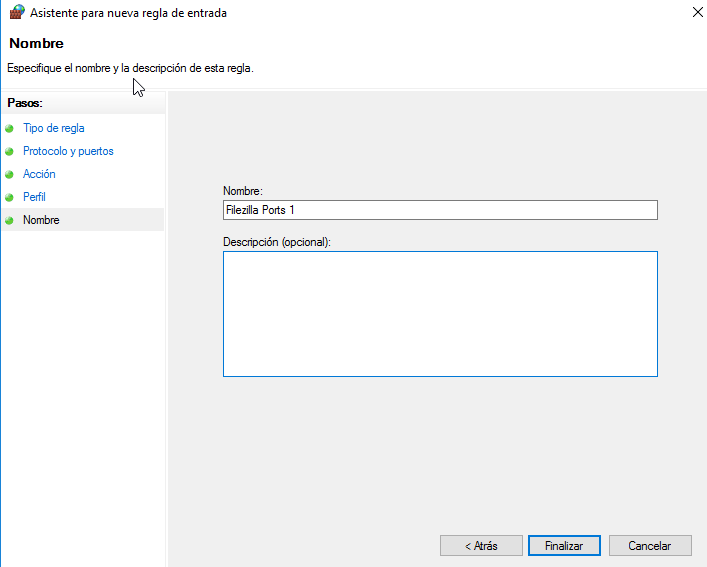 Asistente para nueva regla de entrada
Nombre
Especifique el nombre y la descripción de esta regla.
Pasos:
Tipo de regla
Protocolo y puertos
Acción
Perfil
Nombre
Nombre:
Filezilla Ports 1
Descripción (opcional):
< Atrás
Finalizar
Cancelar